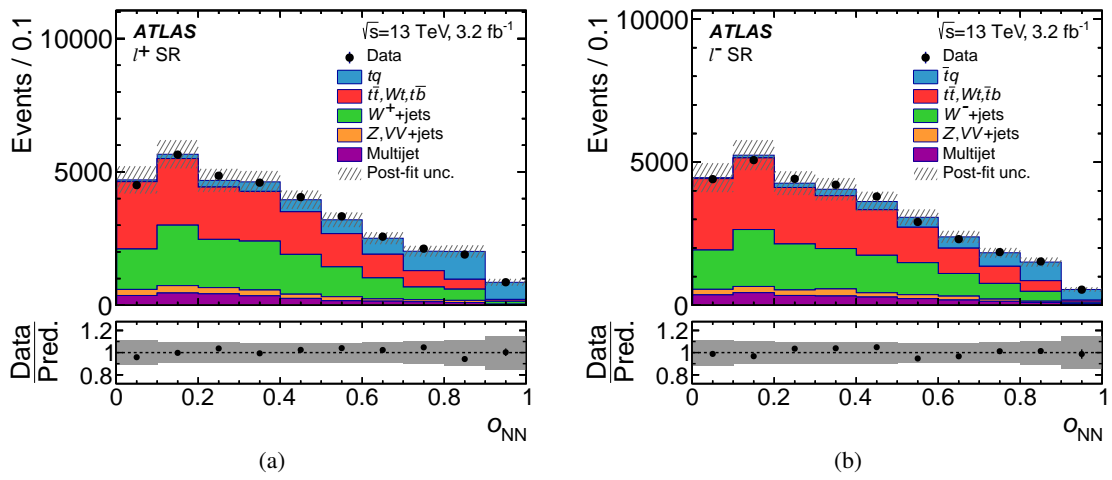 Events / 0.1
10000
5000
0
ATLAS
l⁺ SR
√s=13 TeV, 3.2 fb⁻¹
Data
tq
tt̄,Wt,tb̄
W⁺+jets
Z,VV+jets
Multijet
Post-fit unc.
Data
Pred.
1.2
1
0.8
0 0.2 0.4 0.6 0.8 1
o_NN
(a)
Events / 0.1
10000
5000
0
ATLAS
l⁻ SR
√s=13 TeV, 3.2 fb⁻¹
Data
t̄q
tt̄,Wt,t̄b
W⁻+jets
Z,VV+jets
Multijet
Post-fit unc.
Data
Pred.
1.2
1
0.8
0 0.2 0.4 0.6 0.8 1
o_NN
(b)